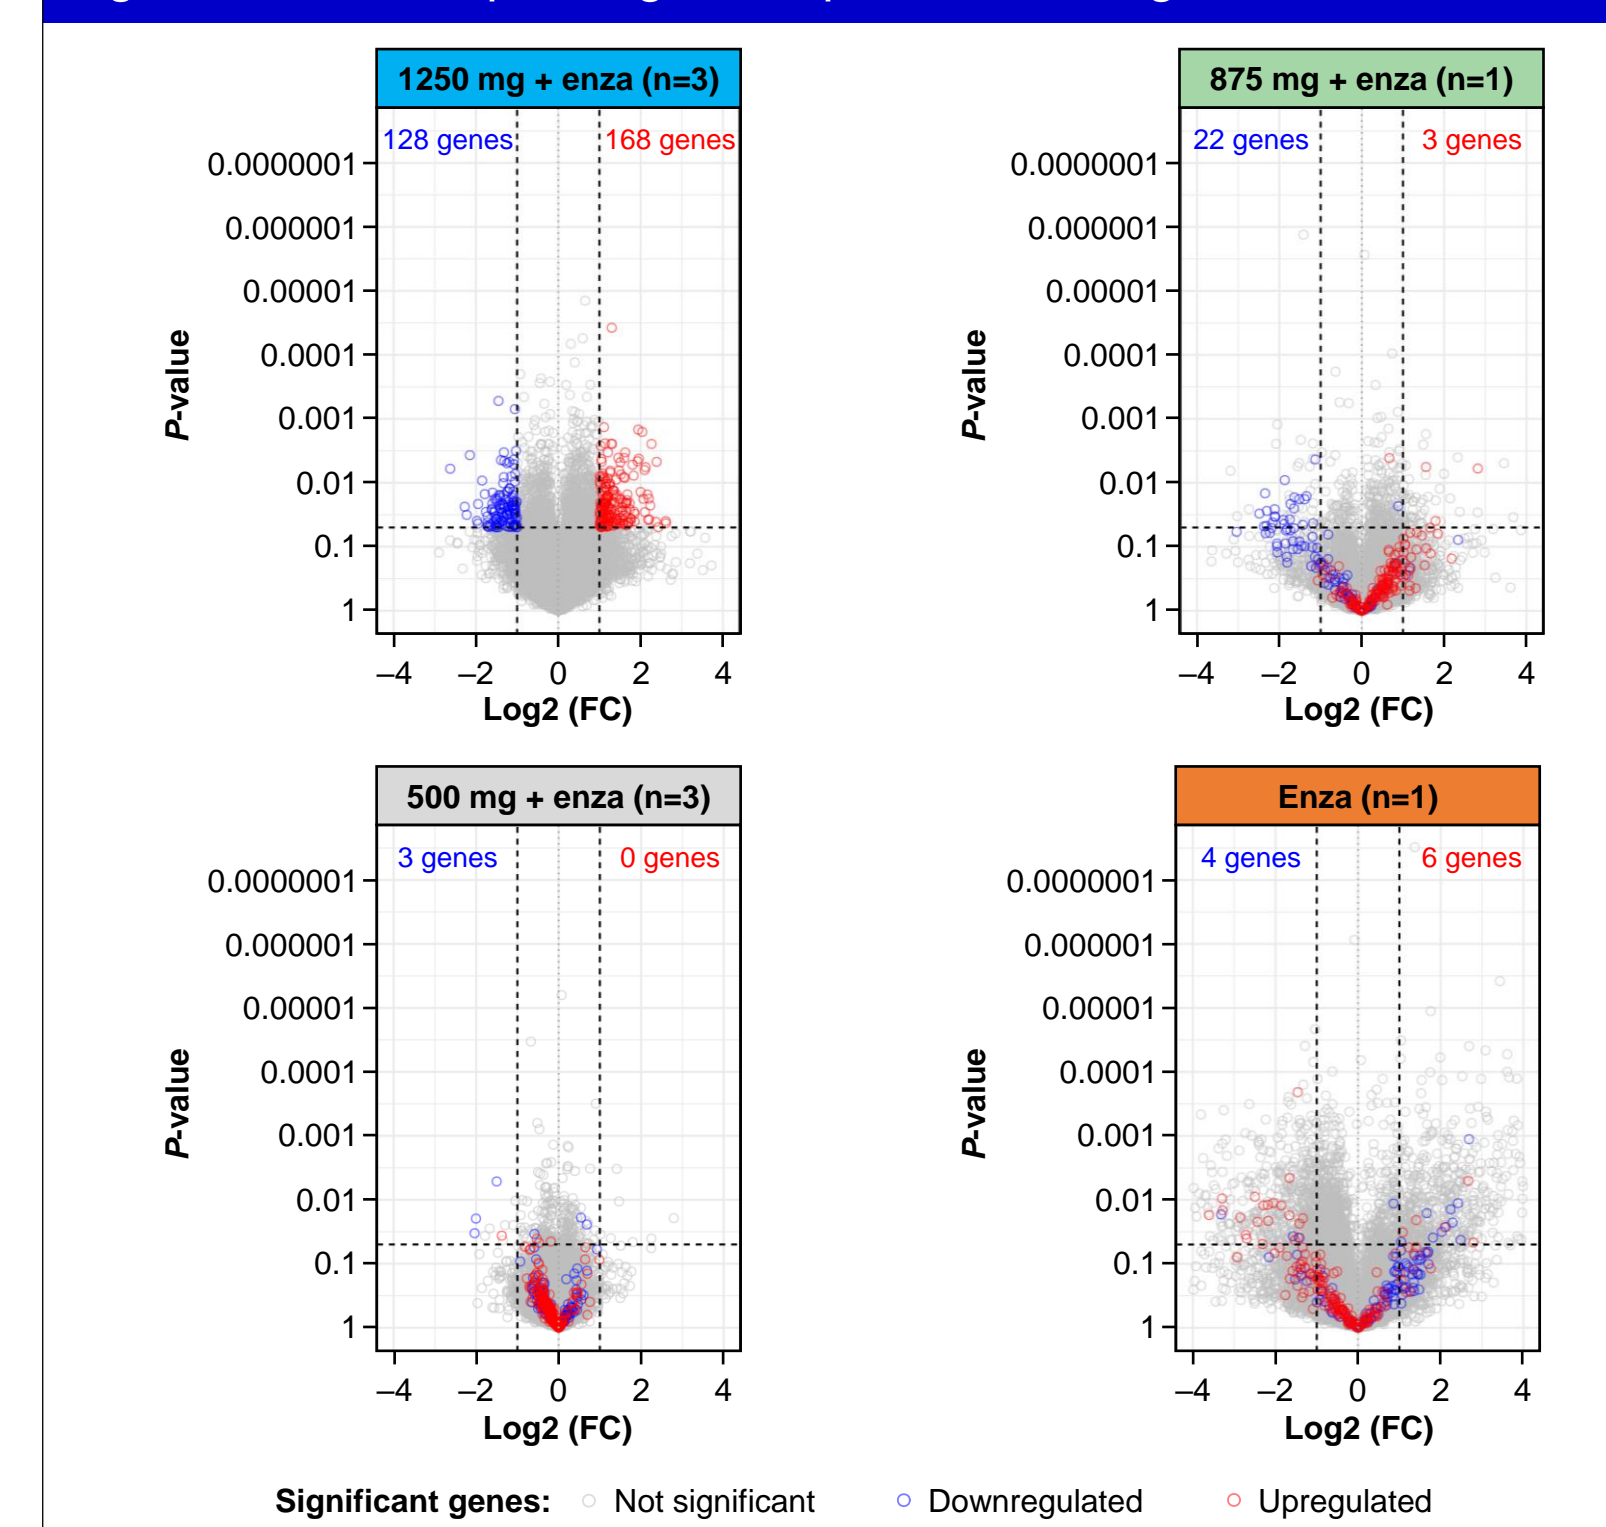 1250 mg + enza (n=3)
128 genes
168 genes
0.0000001
0.000001
0.00001
0.0001
0.001
0.01
0.1
1
P-value
–4
–2
0
2
4
Log2 (FC)
875 mg + enza (n=1)
22 genes
3 genes
0.0000001
0.000001
0.00001
0.0001
0.001
0.01
0.1
1
P-value
–4
–2
0
2
4
Log2 (FC)
500 mg + enza (n=3)
3 genes
0 genes
0.0000001
0.000001
0.00001
0.0001
0.001
0.01
0.1
1
P-value
–4
–2
0
2
4
Log2 (FC)
Enza (n=1)
4 genes
6 genes
0.0000001
0.000001
0.00001
0.0001
0.001
0.01
0.1
1
P-value
–4
–2
0
2
4
Log2 (FC)
Significant genes: Not significant Downregulated Upregulated